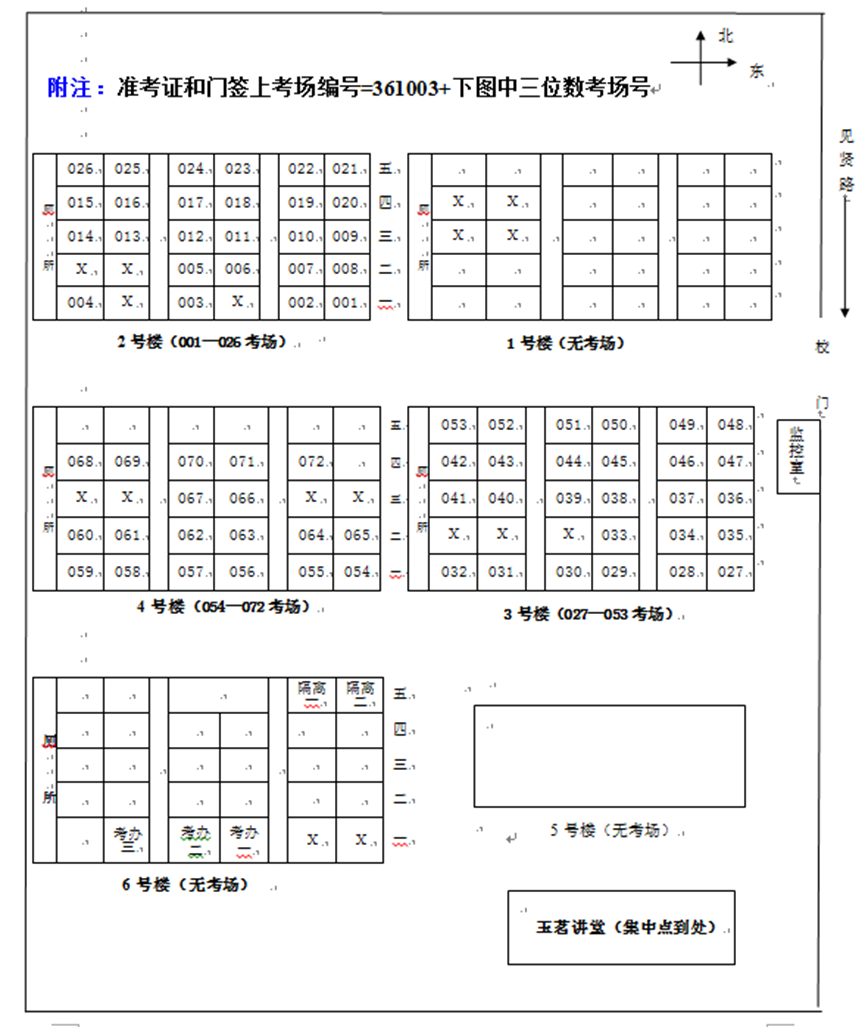 北
东
附注：准考证和门签上考场编号=361003+下图中三位数考场号
见贤路
厕所
026 025 024 023 022 021 五
015 016 017 018 019 020 四
014 013 012 011 010 009 三
X X 005 006 007 008 二
004 X 003 X 002 001 一
2号楼（001—026考场）
厕所
X X
X X
1号楼（无考场）
校门
监控室
厕所
五
068 069 070 071 072 四
X X 067 066 X X 三
060 061 062 063 064 065 二
059 058 057 056 055 054 一
4号楼（054—072考场）
厕所
053 052 051 050 049 048
042 043 044 045 046 047
041 040 039 038 037 036
X X X 033 034 035
032 031 030 029 028 027
3号楼（027—053考场）
厕所
隔离一 隔离二 五
四
三
二
考办三 考办二 考办一 X X 一
6号楼（无考场）
5号楼（无考场）
玉茗讲堂（集中点到处）